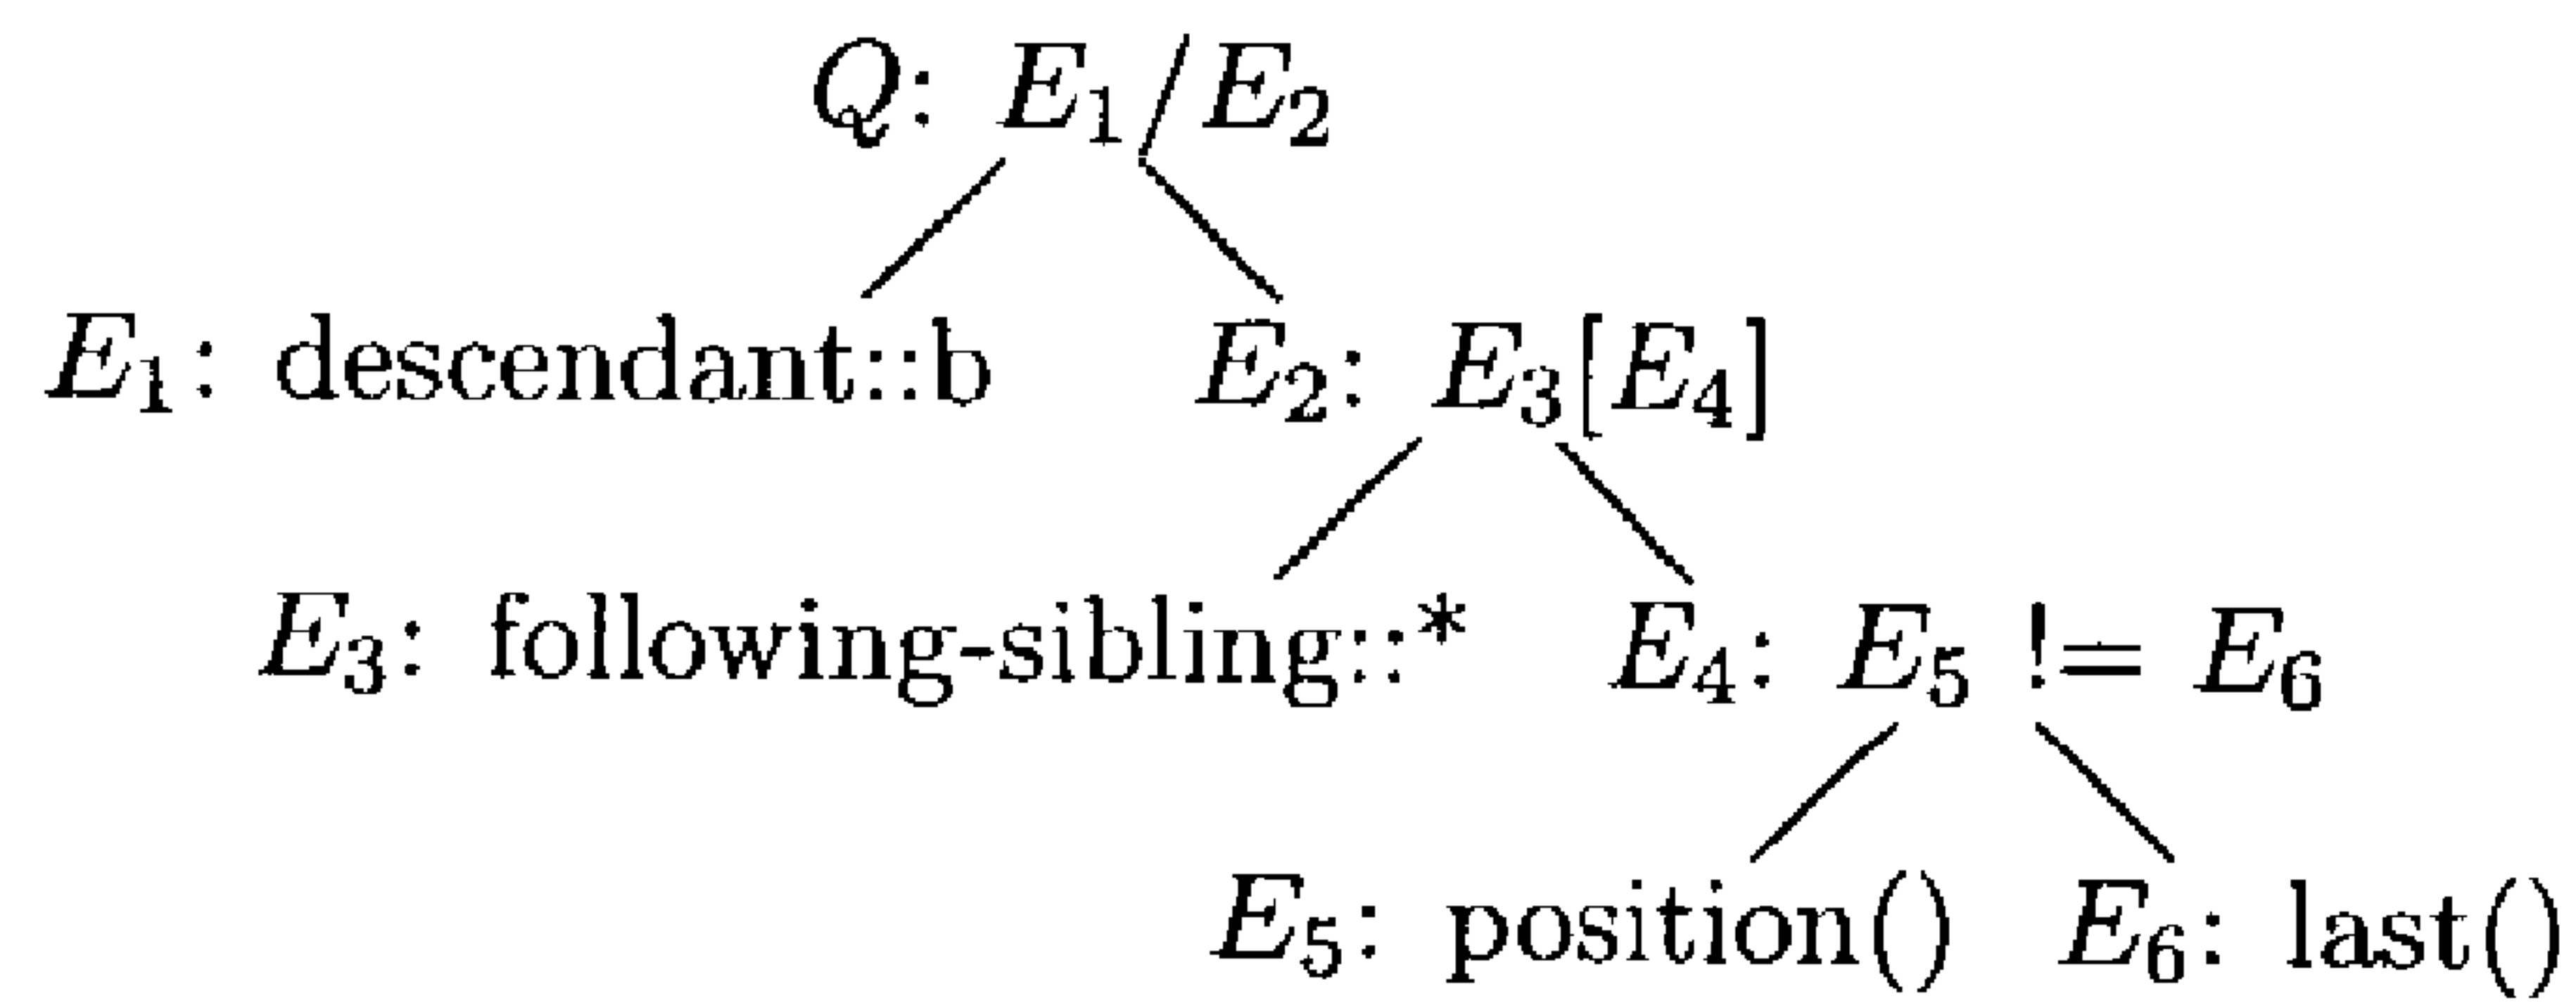 Q: E₁/E₂
E₁: descendant::b E₂: E₃[E₄]
E₃: following-sibling::* E₄: E₅ != E₆
E₅: position() E₆: last()